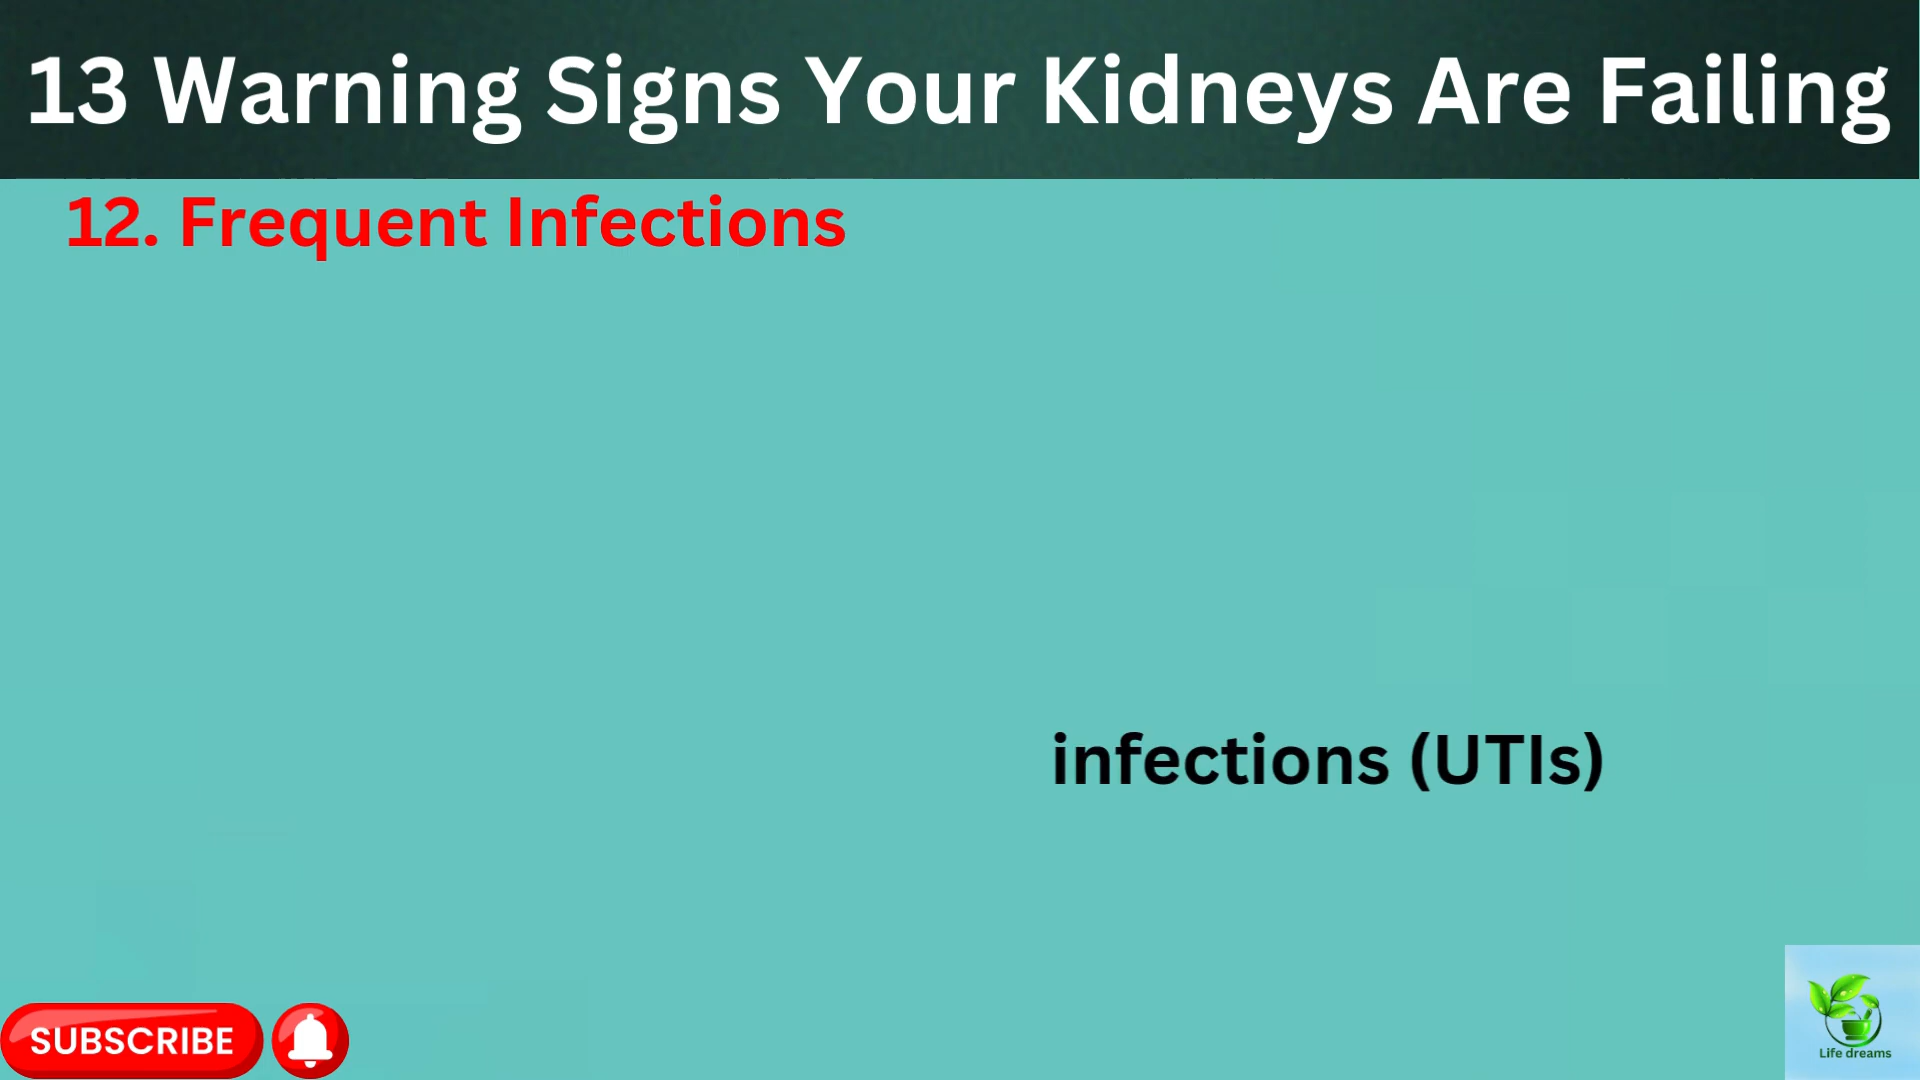 13 Warning Signs Your Kidneys Are Failing
12. Frequent Infections
infections (UTIs)
SUBSCRIBE
Life dreams